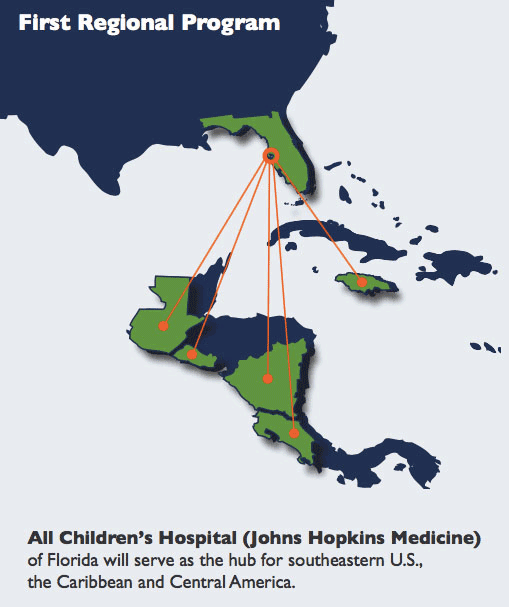 First Regional Program
All Children’s Hospital (Johns Hopkins Medicine)
of Florida will serve as the hub for southeastern U.S.,
the Caribbean and Central America.